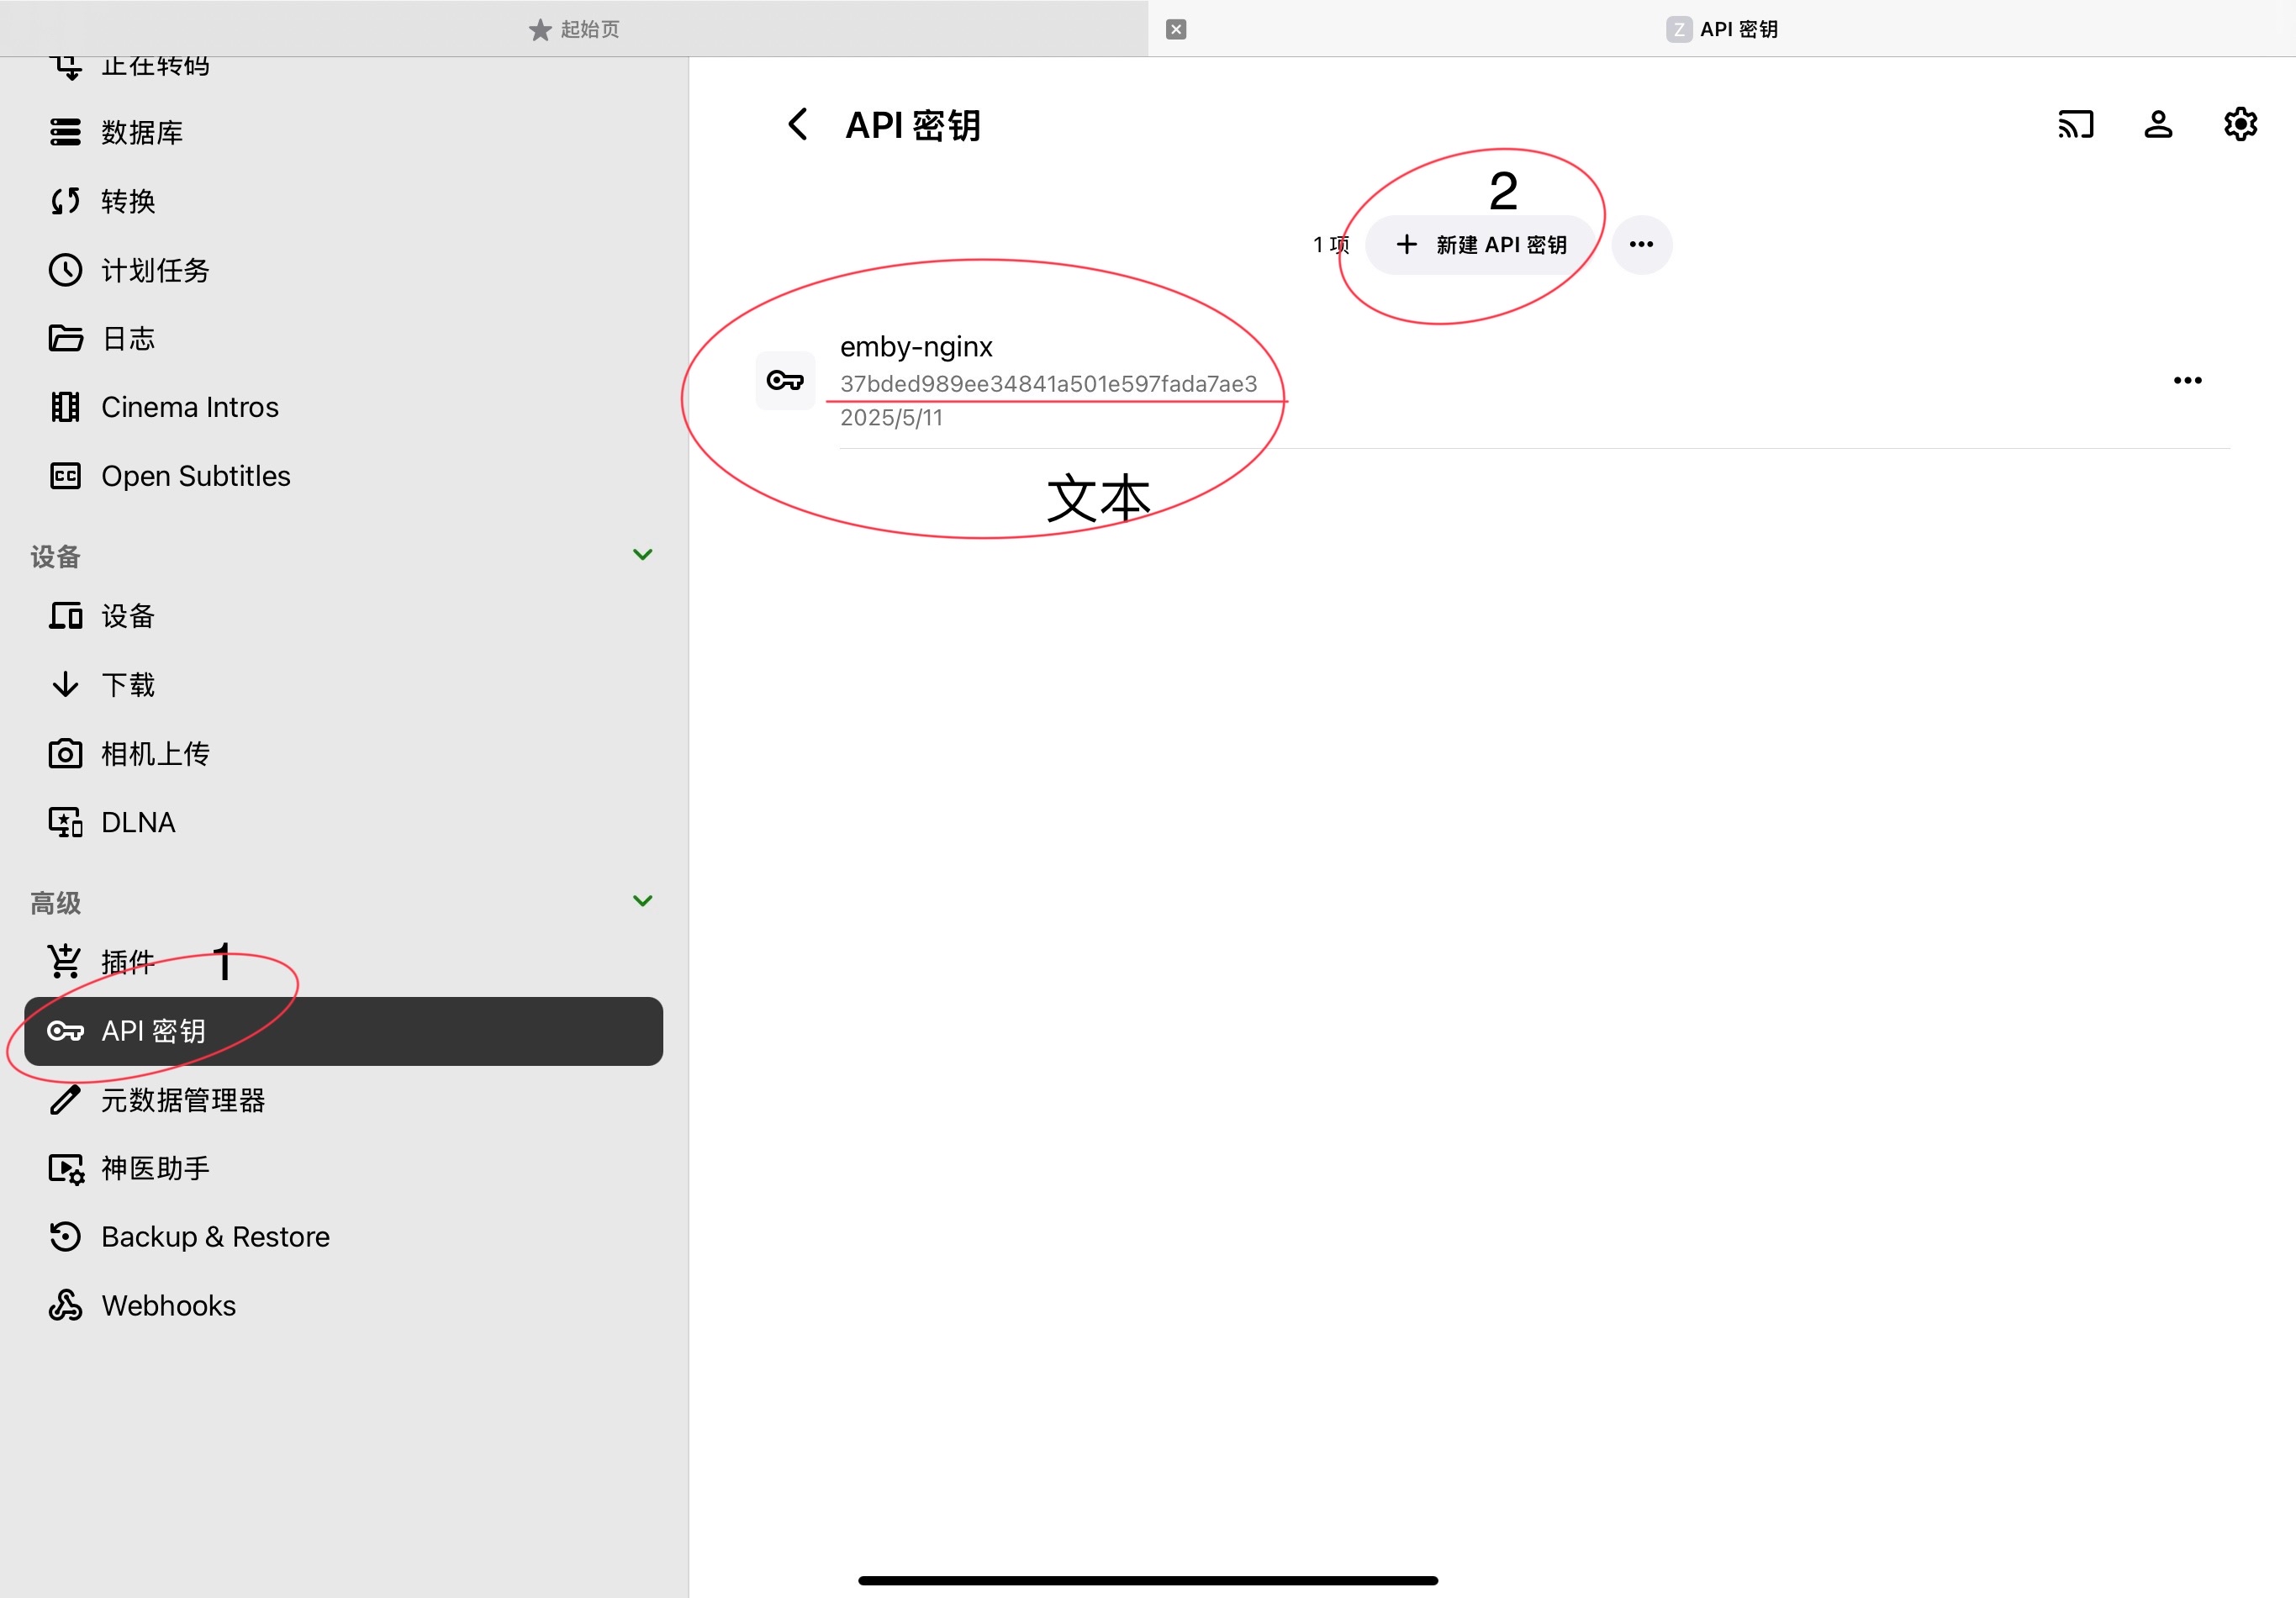 起始页
API 密钥
正在转码
数据库
转换
计划任务
日志
Cinema Intros
Open Subtitles
设备
设备
下载
相机上传
DLNA
高级
插件
1
API 密钥
元数据管理器
神医助手
Backup & Restore
Webhooks
API 密钥
2
1 项
新建 API 密钥
emby-nginx
37bded989ee34841a501e597fada7ae3
2025/5/11
文本